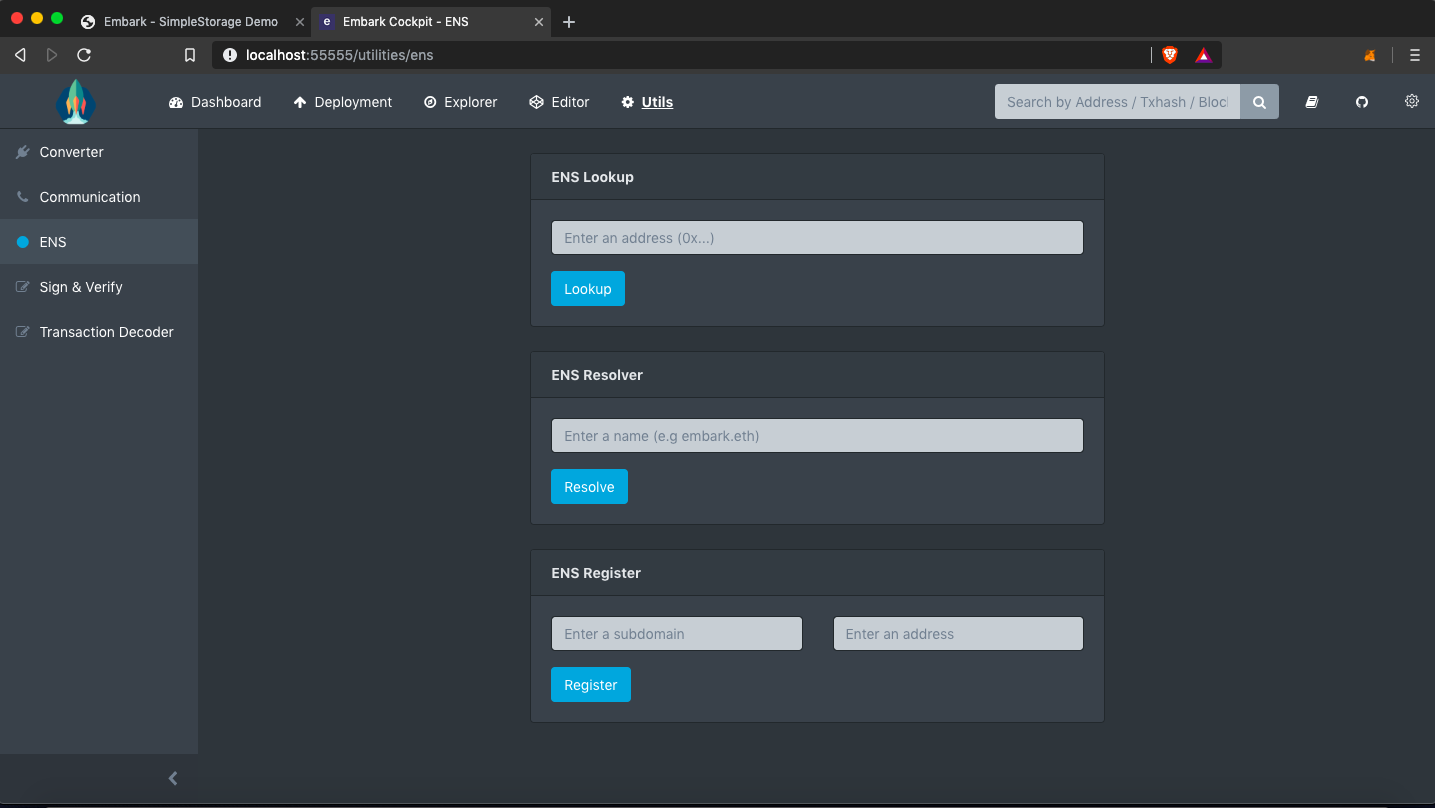 Embark - SimpleStorage Demo
e Embark Cockpit - ENS
localhost:55555/utilities/ens
Dashboard Deployment Explorer Editor Utils
Search by Address / Txhash / Bloc
Converter
Communication
ENS
Sign & Verify
Transaction Decoder
ENS Lookup
Enter an address (0x...)
Lookup
ENS Resolver
Enter a name (e.g embark.eth)
Resolve
ENS Register
Enter a subdomain Enter an address
Register